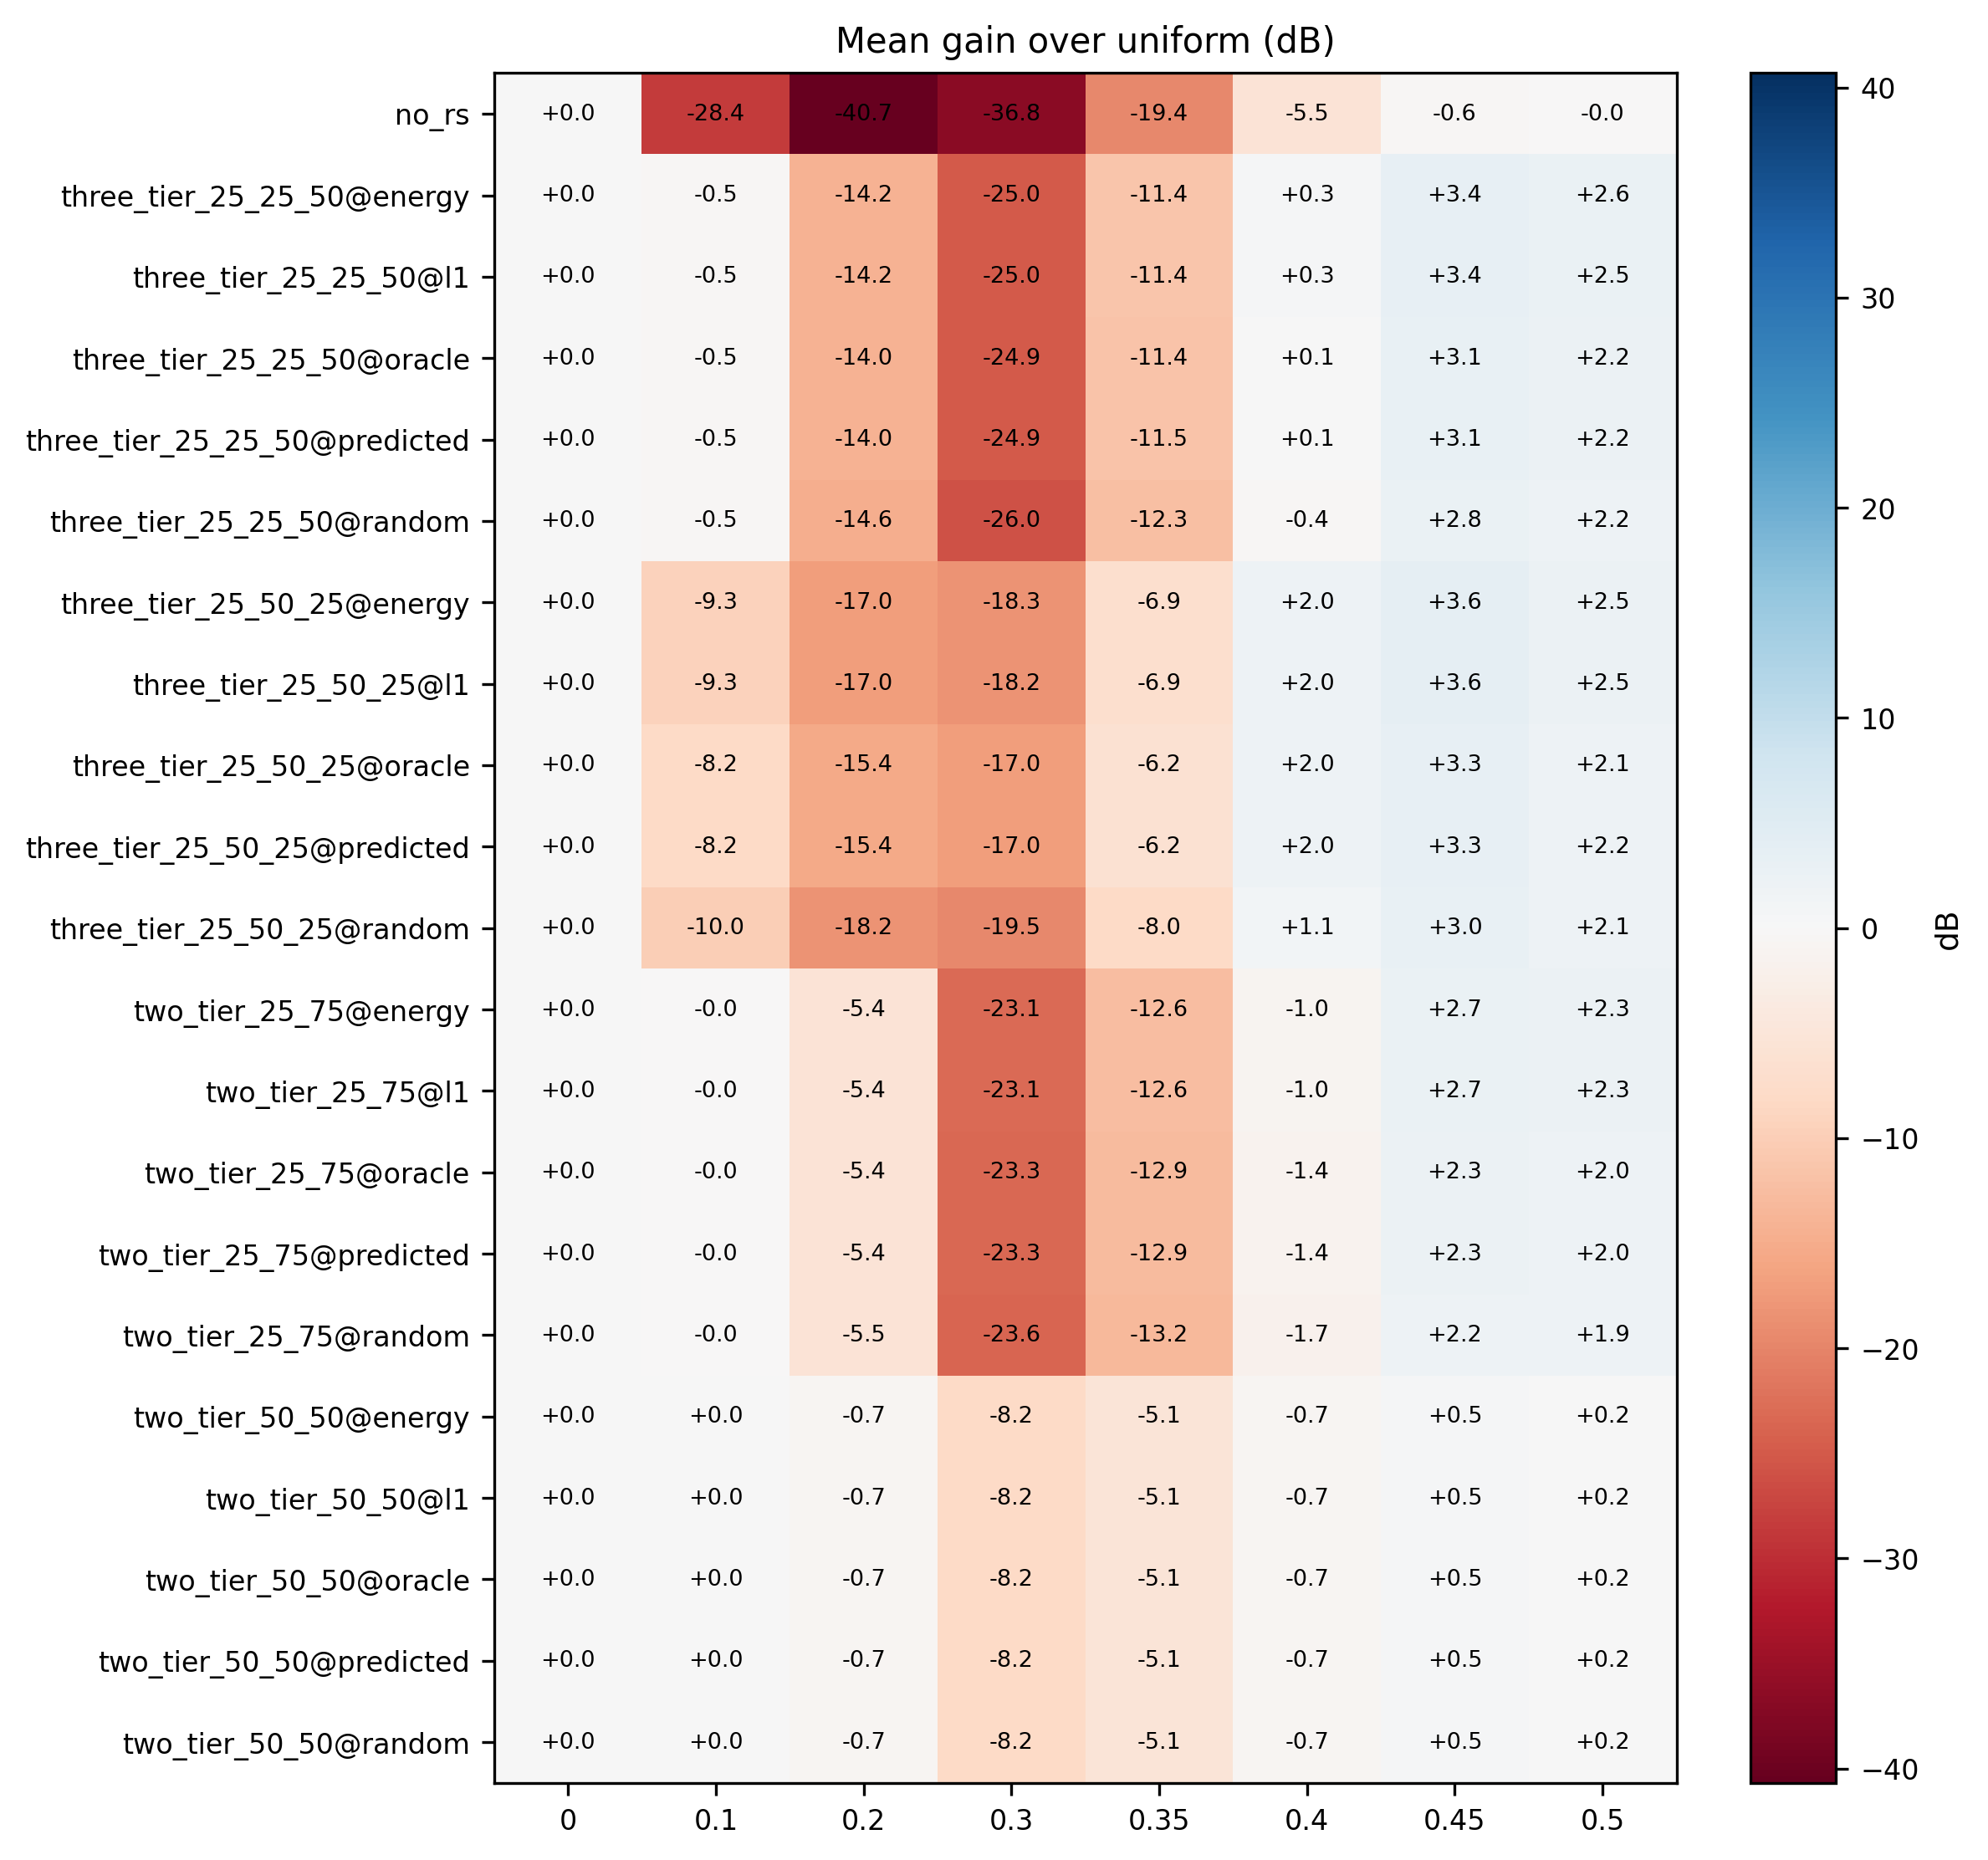 Mean gain over uniform (dB)
no_rs +0.0 -28.4 -40.7 -36.8 -19.4 -5.5 -0.6 -0.0
three_tier_25_25_50@energy +0.0 -0.5 -14.2 -25.0 -11.4 +0.3 +3.4 +2.6
three_tier_25_25_50@l1 +0.0 -0.5 -14.2 -25.0 -11.4 +0.3 +3.4 +2.5
three_tier_25_25_50@oracle +0.0 -0.5 -14.0 -24.9 -11.4 +0.1 +3.1 +2.2
three_tier_25_25_50@predicted +0.0 -0.5 -14.0 -24.9 -11.5 +0.1 +3.1 +2.2
three_tier_25_25_50@random +0.0 -0.5 -14.6 -26.0 -12.3 -0.4 +2.8 +2.2
three_tier_25_50_25@energy +0.0 -9.3 -17.0 -18.3 -6.9 +2.0 +3.6 +2.5
three_tier_25_50_25@l1 +0.0 -9.3 -17.0 -18.2 -6.9 +2.0 +3.6 +2.5
three_tier_25_50_25@oracle +0.0 -8.2 -15.4 -17.0 -6.2 +2.0 +3.3 +2.1
three_tier_25_50_25@predicted +0.0 -8.2 -15.4 -17.0 -6.2 +2.0 +3.3 +2.2
three_tier_25_50_25@random +0.0 -10.0 -18.2 -19.5 -8.0 +1.1 +3.0 +2.1
two_tier_25_75@energy +0.0 -0.0 -5.4 -23.1 -12.6 -1.0 +2.7 +2.3
two_tier_25_75@l1 +0.0 -0.0 -5.4 -23.1 -12.6 -1.0 +2.7 +2.3
two_tier_25_75@oracle +0.0 -0.0 -5.4 -23.3 -12.9 -1.4 +2.3 +2.0
two_tier_25_75@predicted +0.0 -0.0 -5.4 -23.3 -12.9 -1.4 +2.3 +2.0
two_tier_25_75@random +0.0 -0.0 -5.5 -23.6 -13.2 -1.7 +2.2 +1.9
two_tier_50_50@energy +0.0 +0.0 -0.7 -8.2 -5.1 -0.7 +0.5 +0.2
two_tier_50_50@l1 +0.0 +0.0 -0.7 -8.2 -5.1 -0.7 +0.5 +0.2
two_tier_50_50@oracle +0.0 +0.0 -0.7 -8.2 -5.1 -0.7 +0.5 +0.2
two_tier_50_50@predicted +0.0 +0.0 -0.7 -8.2 -5.1 -0.7 +0.5 +0.2
two_tier_50_50@random +0.0 +0.0 -0.7 -8.2 -5.1 -0.7 +0.5 +0.2
0 0.1 0.2 0.3 0.35 0.4 0.45 0.5
40
30
20
10
0
−10
−20
−30
−40
dB